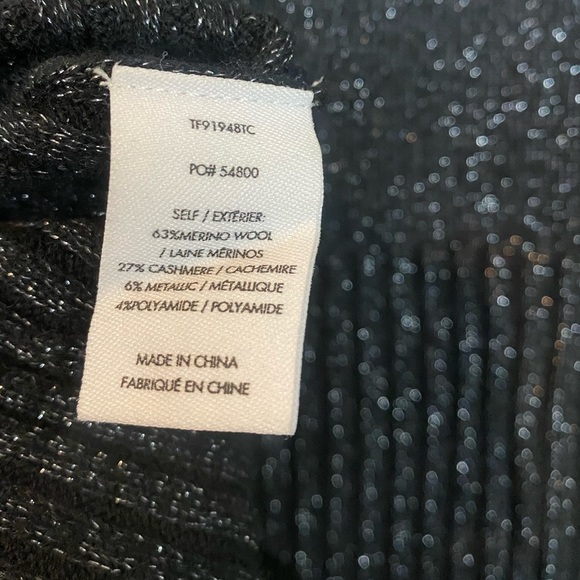 TF91948TC
PO# 54800
SELF / EXTÉRIER:
63%MERINO WOOL
/ LAINE MÉRINOS
27% CASHMERE / CACHEMIRE
6% METALLIC / MÉTALLIQUE
4%POLYAMIDE / POLYAMIDE
MADE IN CHINA
FABRIQUÉ EN CHINE